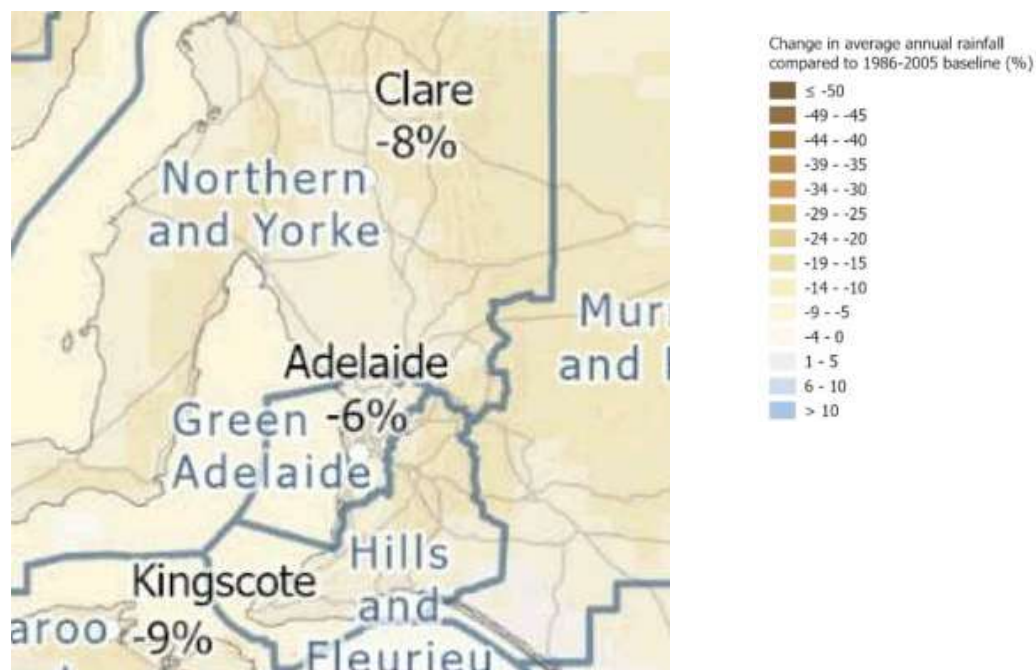 Clare
-8%
Northern
and Yorke
Adelaide
-6%
Green
Adelaide
Murr
and
Hills
and
Fleurieu
Kingscote
-9%
aroo
Change in average annual rainfall
compared to 1986-2005 baseline (%)
≤ -50
-49 - -45
-44 - -40
-39 - -35
-34 - -30
-29 - -25
-24 - -20
-19 - -15
-14 - -10
-9 - -5
-4 - 0
1 - 5
6 - 10
> 10